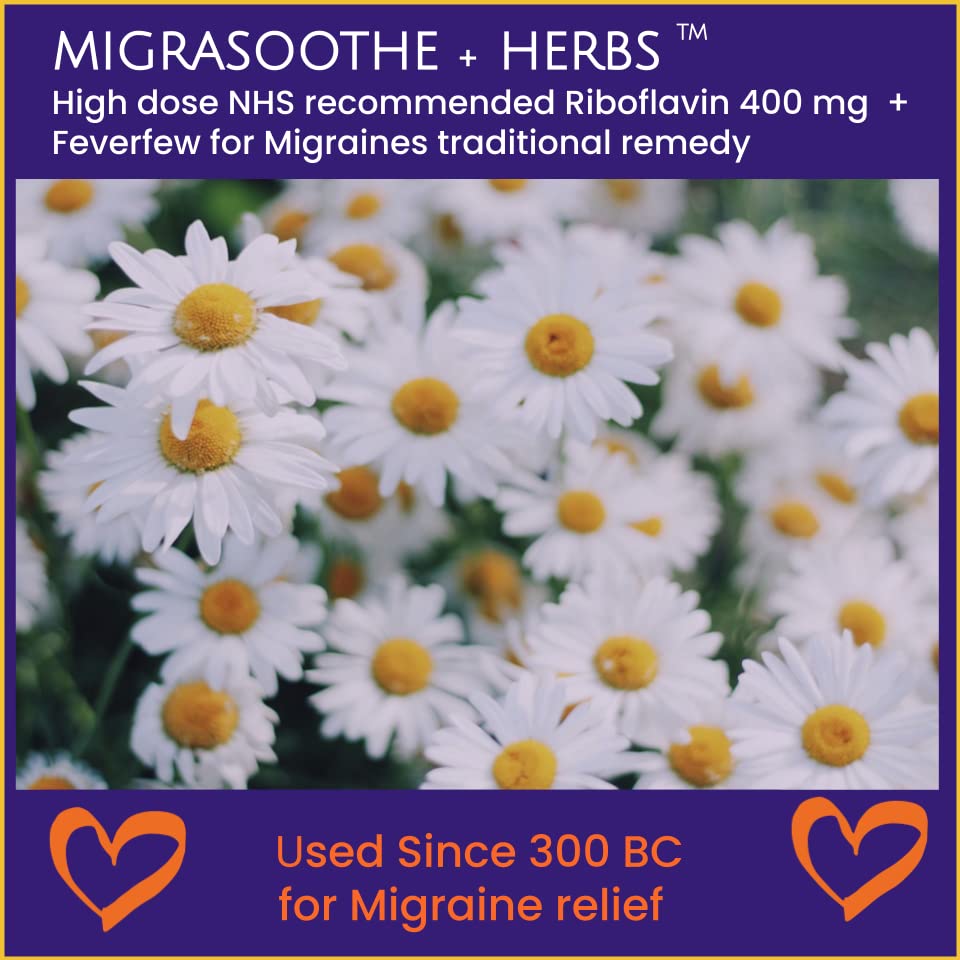 MIGRASOOTHE + HERBS ™
High dose NHS recommended Riboflavin 400 mg +
Feverfew for Migraines traditional remedy
Used Since 300 BC
for Migraine relief